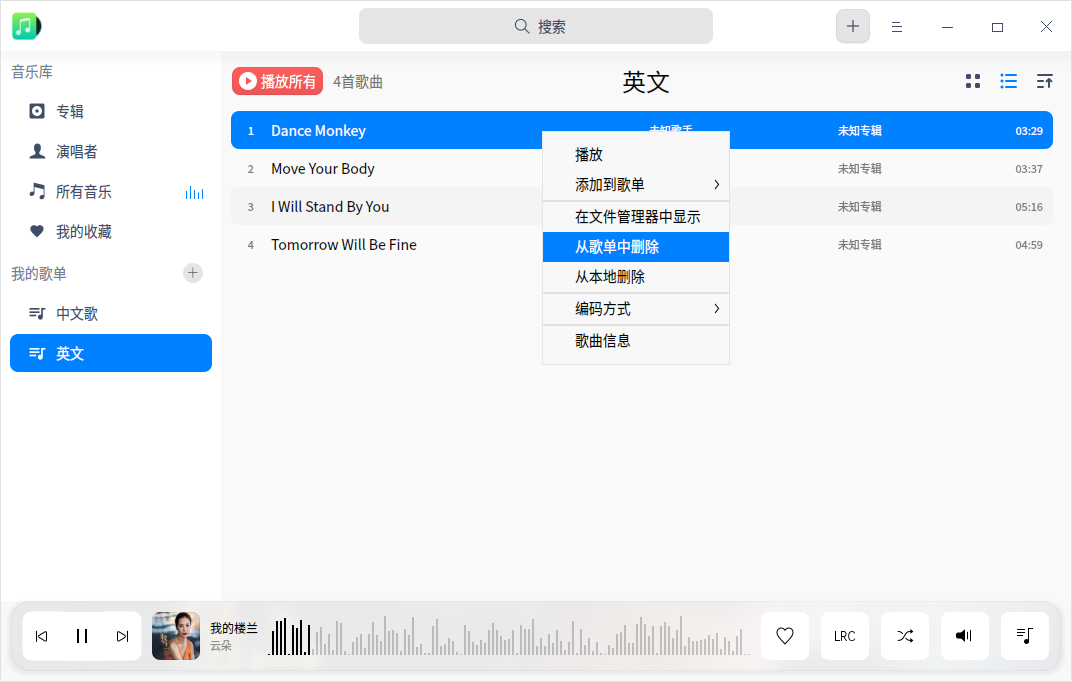 搜索
音乐库
专辑
演唱者
所有音乐
我的收藏
我的歌单
中文歌
英文
播放所有 4首歌曲 英文
1 Dance Monkey 未知歌手 未知专辑 03:29
2 Move Your Body 未知专辑 03:37
3 I Will Stand By You 未知专辑 05:16
4 Tomorrow Will Be Fine 未知专辑 04:59
播放
添加到歌单
在文件管理器中显示
从歌单中删除
从本地删除
编码方式
歌曲信息
我的楼兰
云朵
LRC